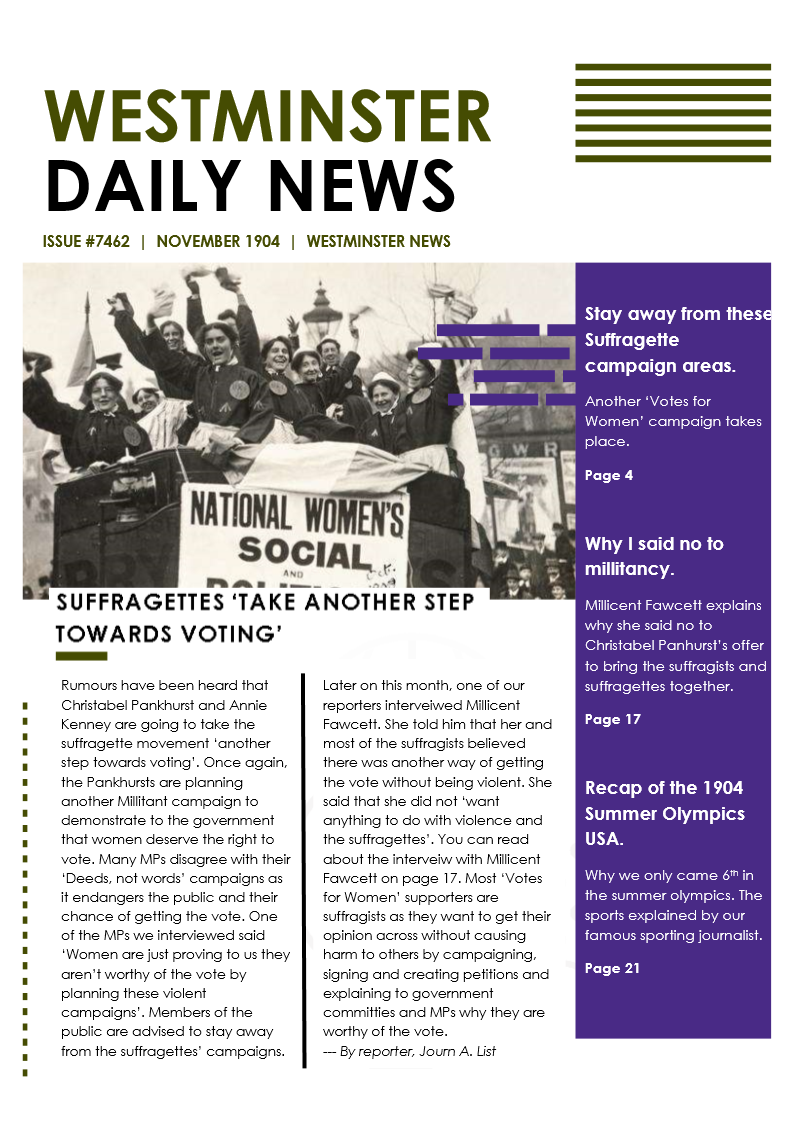 WESTMINSTER
DAILY NEWS
ISSUE #7462 | NOVEMBER 1904 | WESTMINSTER NEWS
NATIONAL WOMEN'S
SOCIAL
AND
SUFFRAGETTES ‘TAKE ANOTHER STEP
TOWARDS VOTING’
Rumours have been heard that
Christabel Pankhurst and Annie
Kenney are going to take the
suffragette movement ‘another
step towards voting’. Once again,
the Pankhursts are planning
another Millitant campaign to
demonstrate to the government
that women deserve the right to
vote. Many MPs disagree with their
‘Deeds, not words’ campaigns as
it endangers the public and their
chance of getting the vote. One
of the MPs we interviewed said
‘Women are just proving to us they
aren’t worthy of the vote by
planning these violent
campaigns’. Members of the
public are advised to stay away
from the suffragettes’ campaigns.
Later on this month, one of our
reporters interveiwed Millicent
Fawcett. She told him that her and
most of the suffragists believed
there was another way of getting
the vote without being violent. She
said that she did not ‘want
anything to do with violence and
the suffragettes’. You can read
about the interveiw with Millicent
Fawcett on page 17. Most ‘Votes
for Women’ supporters are
suffragists as they want to get their
opinion across without causing
harm to others by campaigning,
signing and creating petitions and
explaining to government
committies and MPs why they are
worthy of the vote.
--- By reporter, Journ A. List
Stay away from these
Suffragette
campaign areas.
Another ‘Votes for
Women’ campaign takes
place.
Page 4
Why I said no to
millitancy.
Millicent Fawcett explains
why she said no to
Christabel Panhurst’s offer
to bring the suffragists and
suffragettes together.
Page 17
Recap of the 1904
Summer Olympics
USA.
Why we only came 6th in
the summer olympics. The
sports explained by our
famous sporting journalist.
Page 21